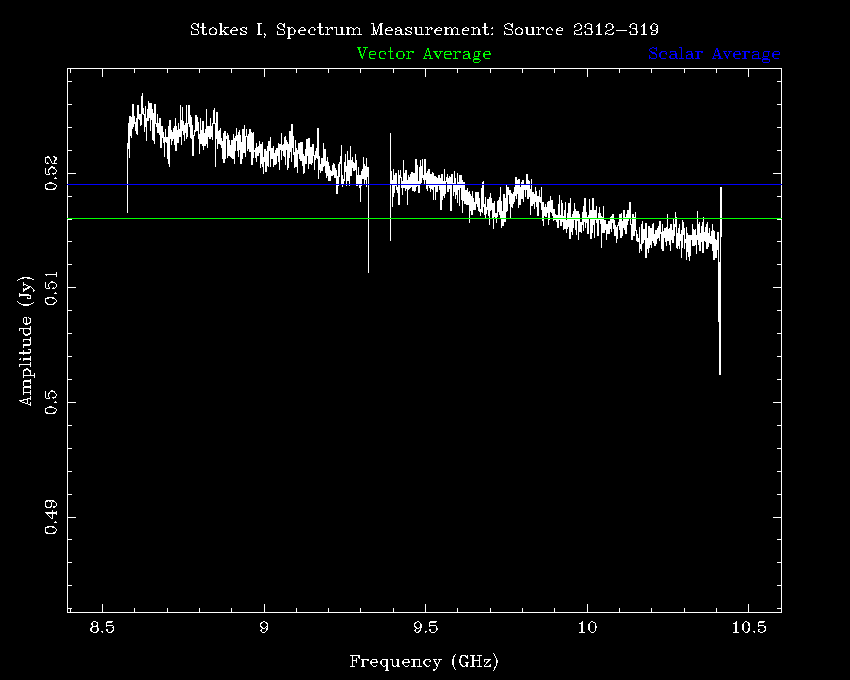 Stokes I, Spectrum Measurement: Source 2312-319
Vector Average
Scalar Average
Amplitude (Jy)
0.52
0.51
0.5
0.49
8.5
9
9.5
10
10.5
Frequency (GHz)